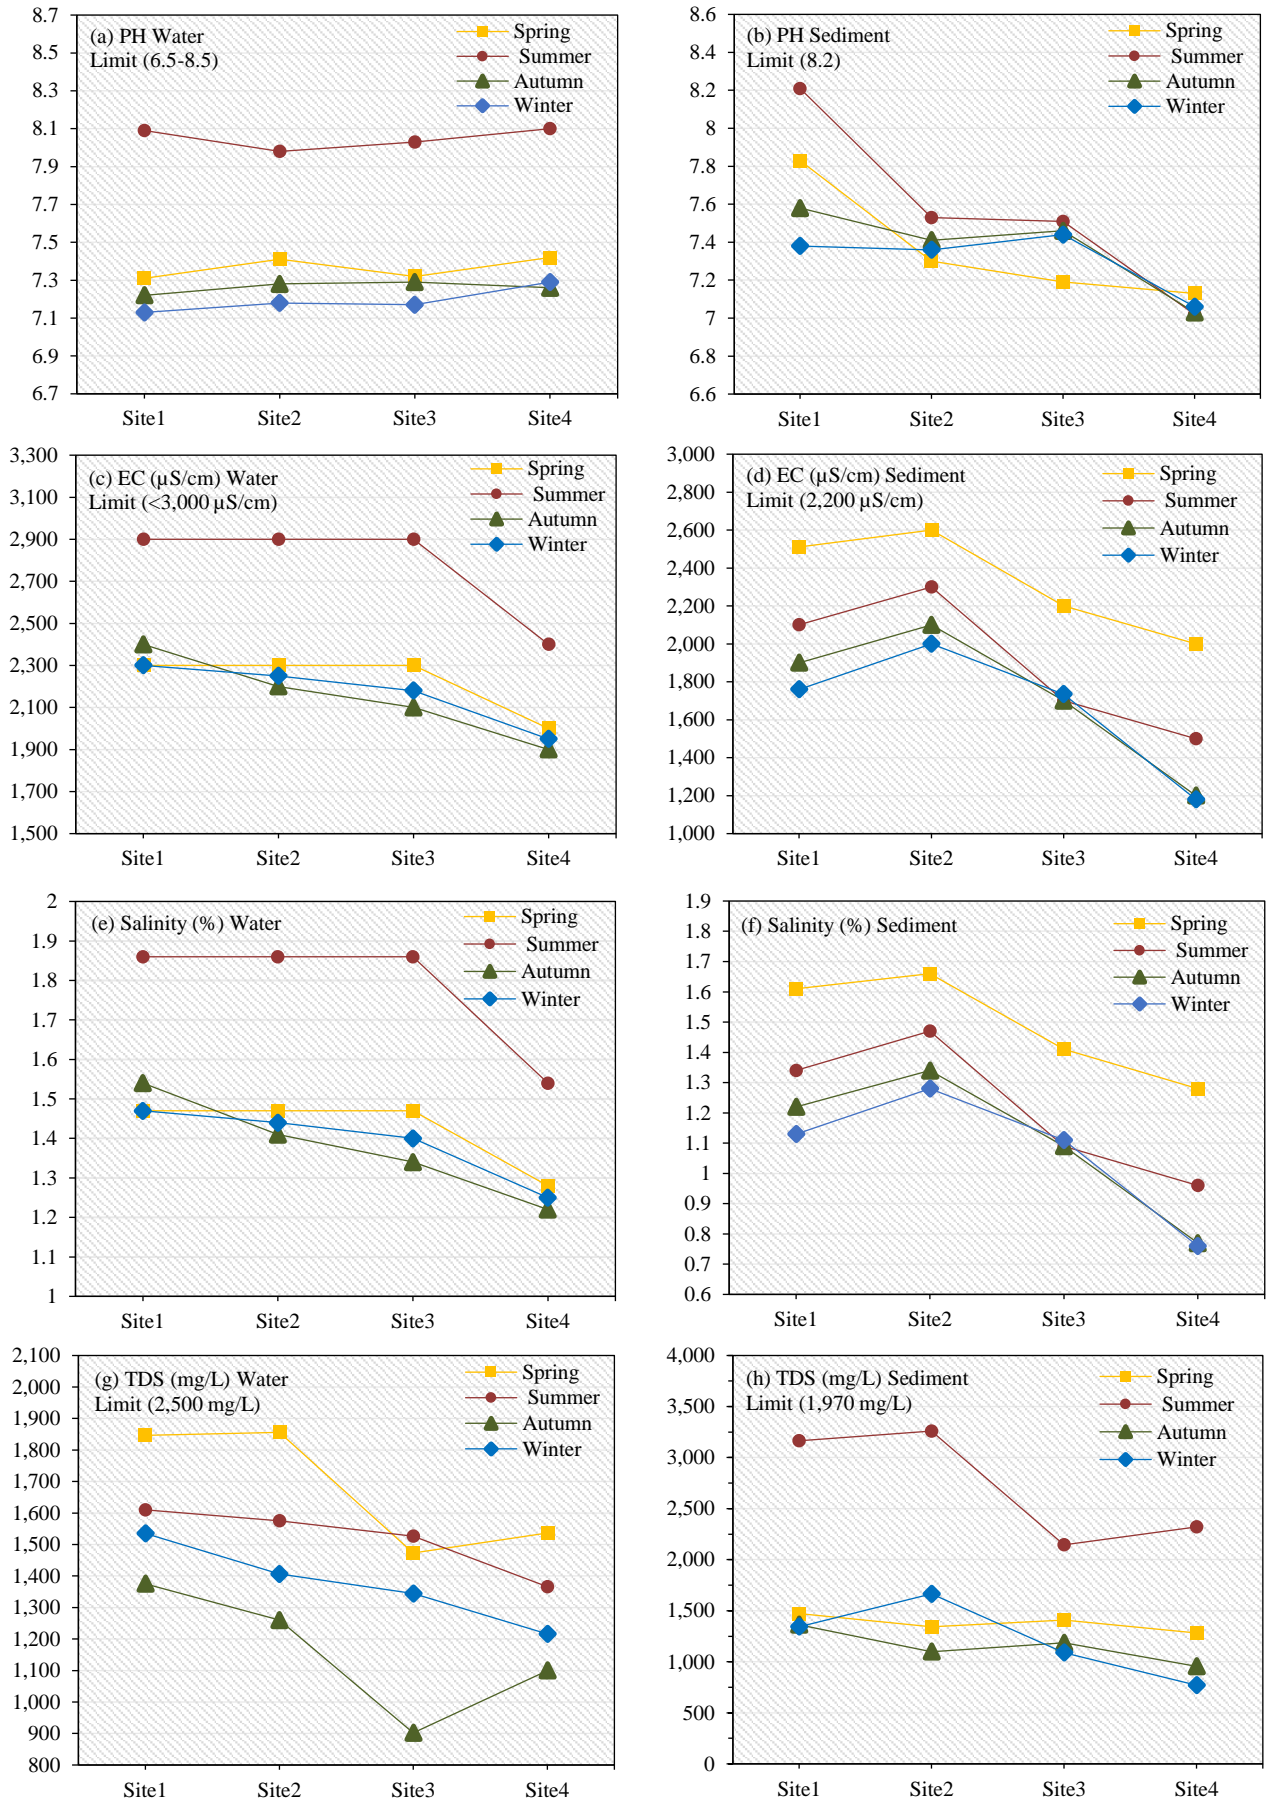 (a) PH Water
Limit (6.5-8.5)
Spring
Summer
Autumn
Winter
8.7
8.5
8.3
8.1
7.9
7.7
7.5
7.3
7.1
6.9
6.7
Site1 Site2 Site3 Site4
(b) PH Sediment
Limit (8.2)
Spring
Summer
Autumn
Winter
8.6
8.4
8.2
8
7.8
7.6
7.4
7.2
7
6.8
6.6
Site1 Site2 Site3 Site4
(c) EC (µS/cm) Water
Limit (<3,000 µS/cm)
Spring
Summer
Autumn
Winter
3,300
3,100
2,900
2,700
2,500
2,300
2,100
1,900
1,700
1,500
Site1 Site2 Site3 Site4
(d) EC (µS/cm) Sediment
Limit (2,200 µS/cm)
Spring
Summer
Autumn
Winter
3,000
2,800
2,600
2,400
2,200
2,000
1,800
1,600
1,400
1,200
1,000
Site1 Site2 Site3 Site4
(e) Salinity (%) Water
Spring
Summer
Autumn
Winter
2
1.9
1.8
1.7
1.6
1.5
1.4
1.3
1.2
1.1
1
Site1 Site2 Site3 Site4
(f) Salinity (%) Sediment
Spring
Summer
Autumn
Winter
1.9
1.8
1.7
1.6
1.5
1.4
1.3
1.2
1.1
1
0.9
0.8
0.7
0.6
Site1 Site2 Site3 Site4
(g) TDS (mg/L) Water
Limit (2,500 mg/L)
Spring
Summer
Autumn
Winter
2,100
2,000
1,900
1,800
1,700
1,600
1,500
1,400
1,300
1,200
1,100
1,000
900
800
Site1 Site2 Site3 Site4
(h) TDS (mg/L) Sediment
Limit (1,970 mg/L)
Spring
Summer
Autumn
Winter
4,000
3,500
3,000
2,500
2,000
1,500
1,000
500
0
Site1 Site2 Site3 Site4